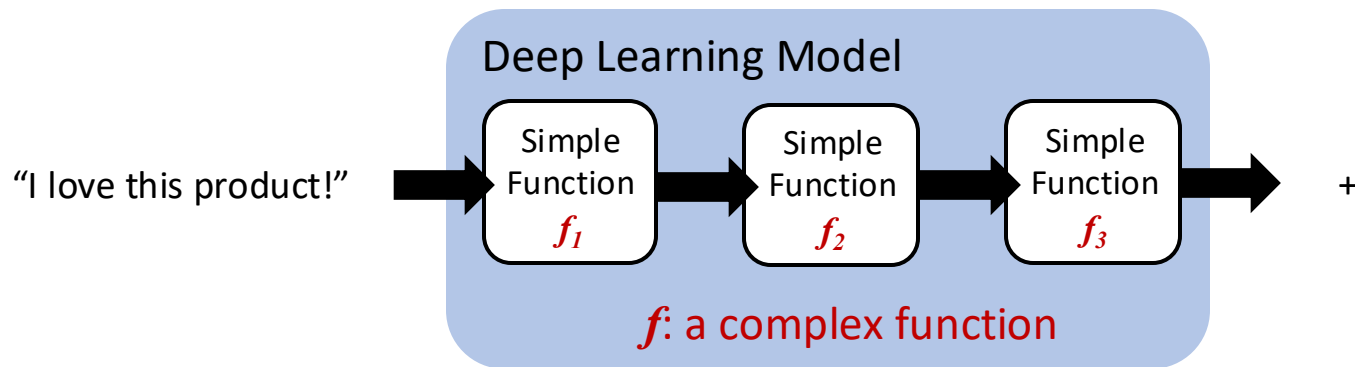 Deep Learning Model
“I love this product!”
Simple
Function
f1
Simple
Function
f2
Simple
Function
f3
+
f: a complex function